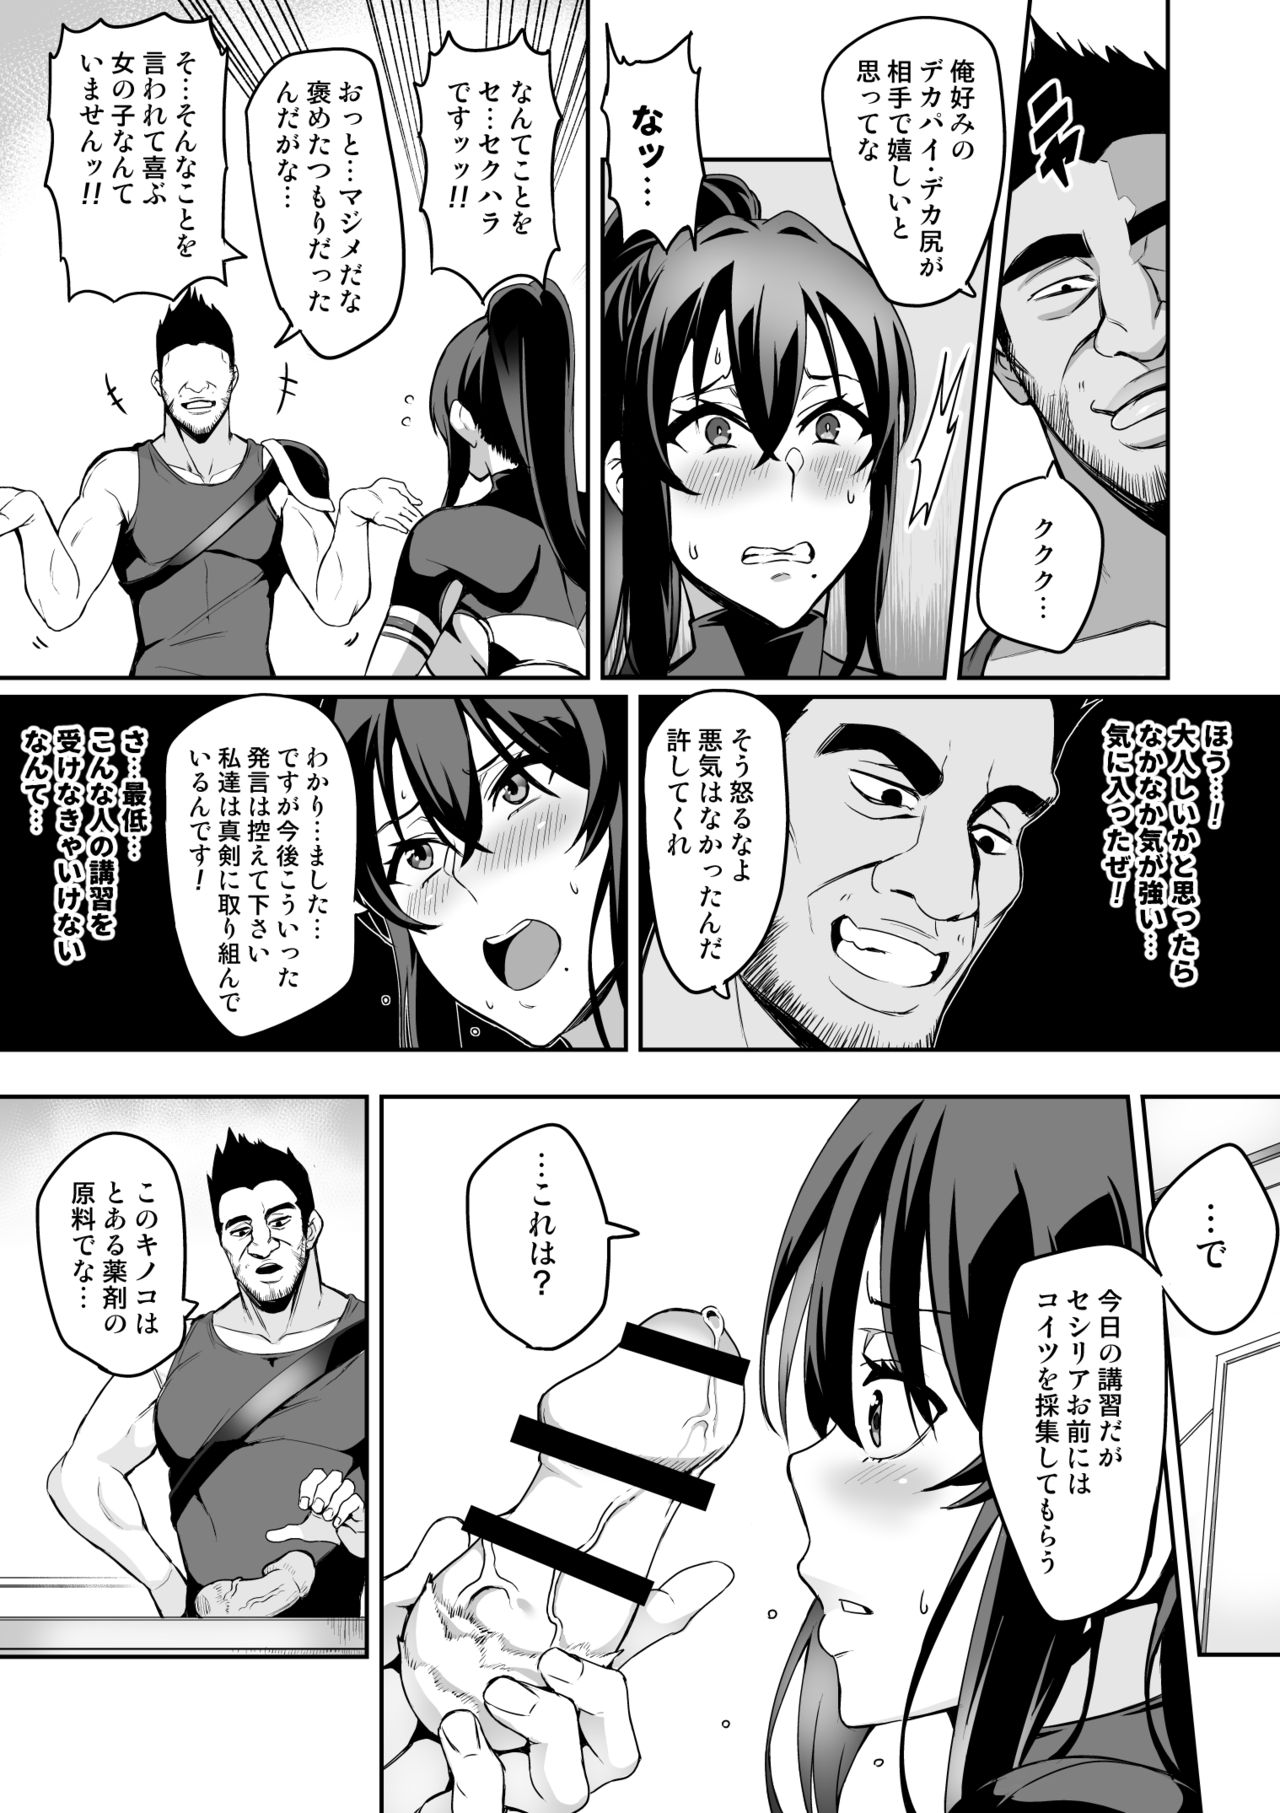 俺好みの
デカパイ・デカ尻が
相手で嬉しいと
思ってな
ニヤ
ククク…
なッ…
なんてことを
セ…セクハラ
ですッッ!!
おっと…マジメだな
褒めたつもりだった
んだがな…
そ…そんなことを
言われて喜ぶ
女の子なんて
いませんッ!!
ほう…!
大人しいかと思ったら
なかなか気が強い…
気に入ったぜ!
そう怒るなよ
悪気はなかったんだ
許してくれ
わかり…ました…
ですが今後こういった
発言は控えて下さい
私達は真剣に取り組んで
いるんです!
さ…最低…
こんな人の講習を
受けなきゃいけない
なんて…
…で
今日の講習だが
セシリアお前には
コイツを採集してもらう
…これは?
このキノコは
とある薬剤の
原料でな…